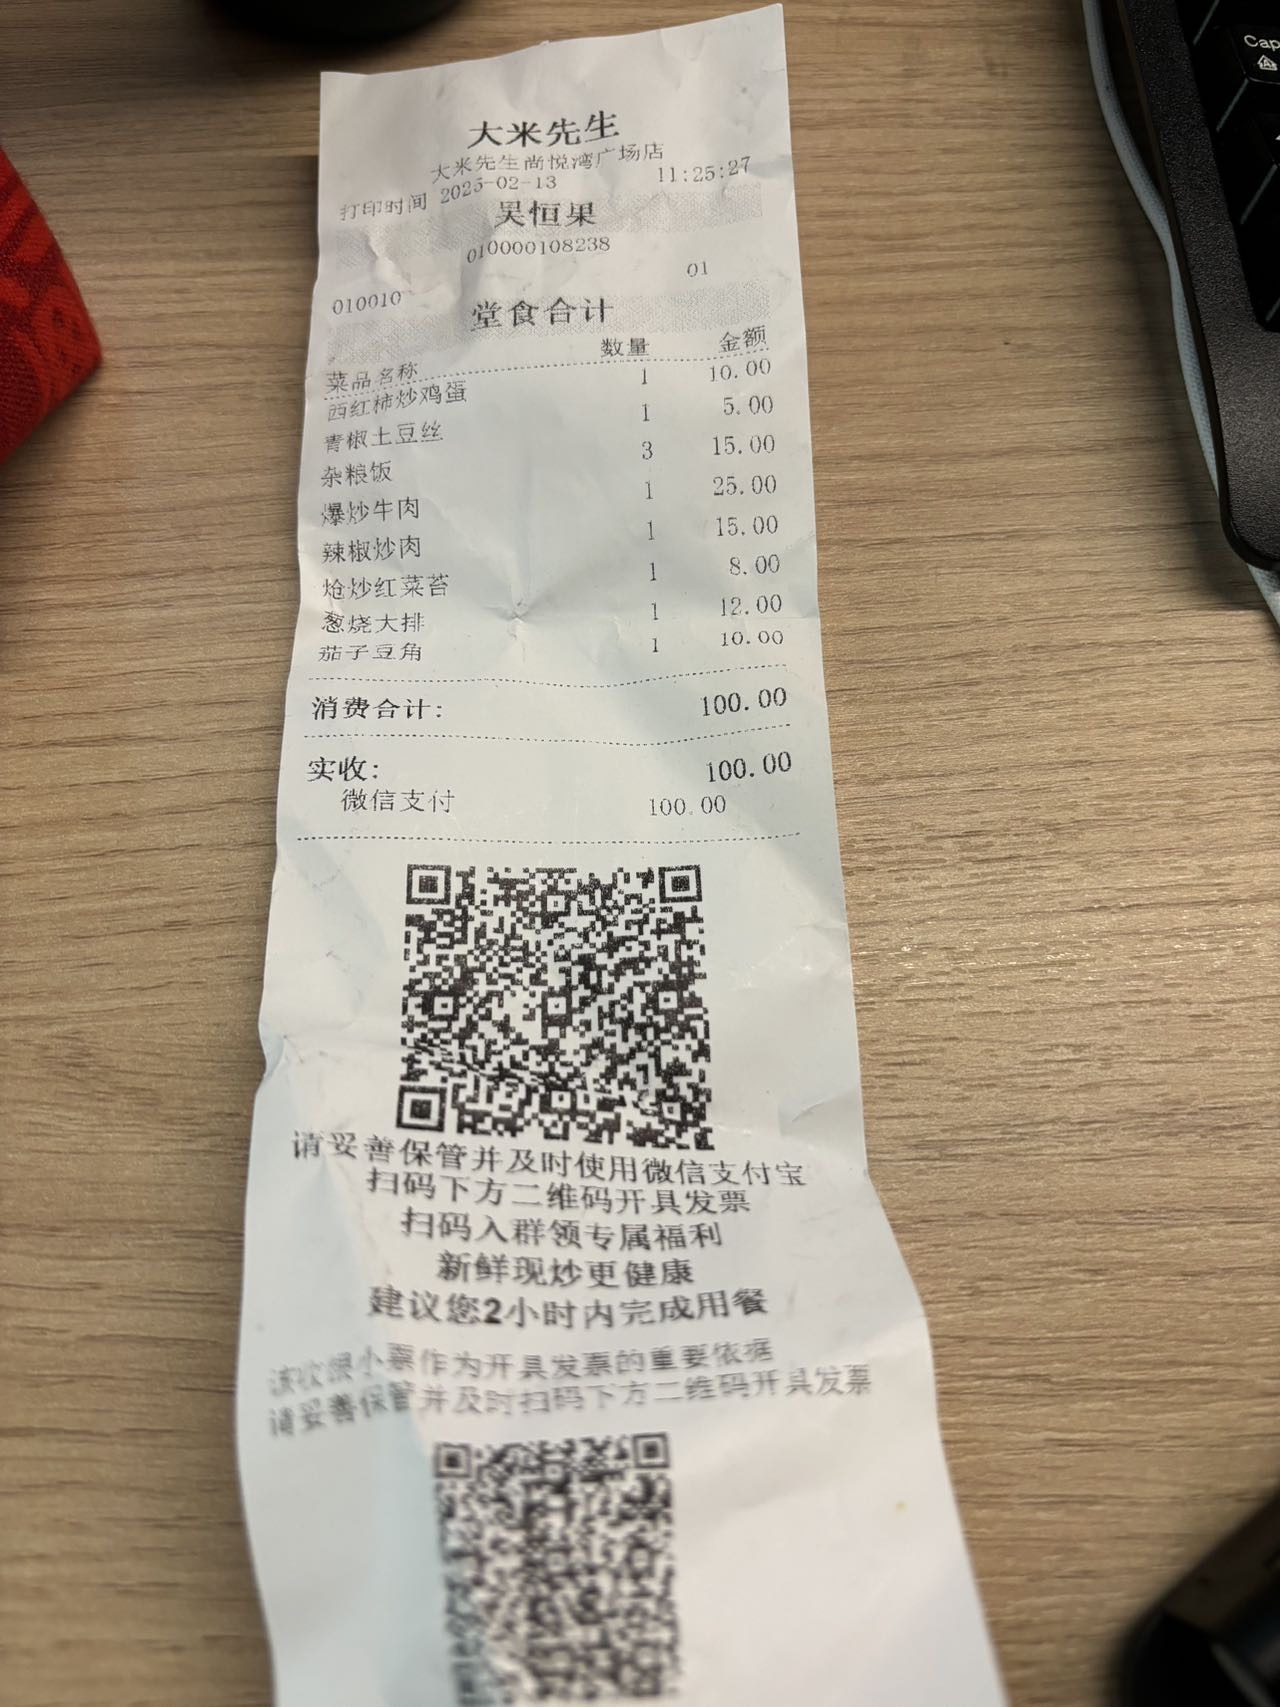 大米先生
大米先生尚悦湾广场店
打印时间 2025-02-13 11:25:27
吴恒果
010000108238
010010 01
堂食合计
菜品名称 数量 金额
西红柿炒鸡蛋 1 10.00
青椒土豆丝 1 5.00
杂粮饭 3 15.00
爆炒牛肉 1 25.00
辣椒炒肉 1 15.00
炝炒红菜苔 1 8.00
葱烧大排 1 12.00
茄子豆角 1 10.00
消费合计: 100.00
实收: 100.00
微信支付 100.00
请妥善保管并及时使用微信支付宝
扫码下方二维码开具发票
扫码入群领专属福利
新鲜现炒更健康
建议您2小时内完成用餐
该收银小票作为开具发票的重要依据
请妥善保管并及时扫码下方二维码开具发票
Cap